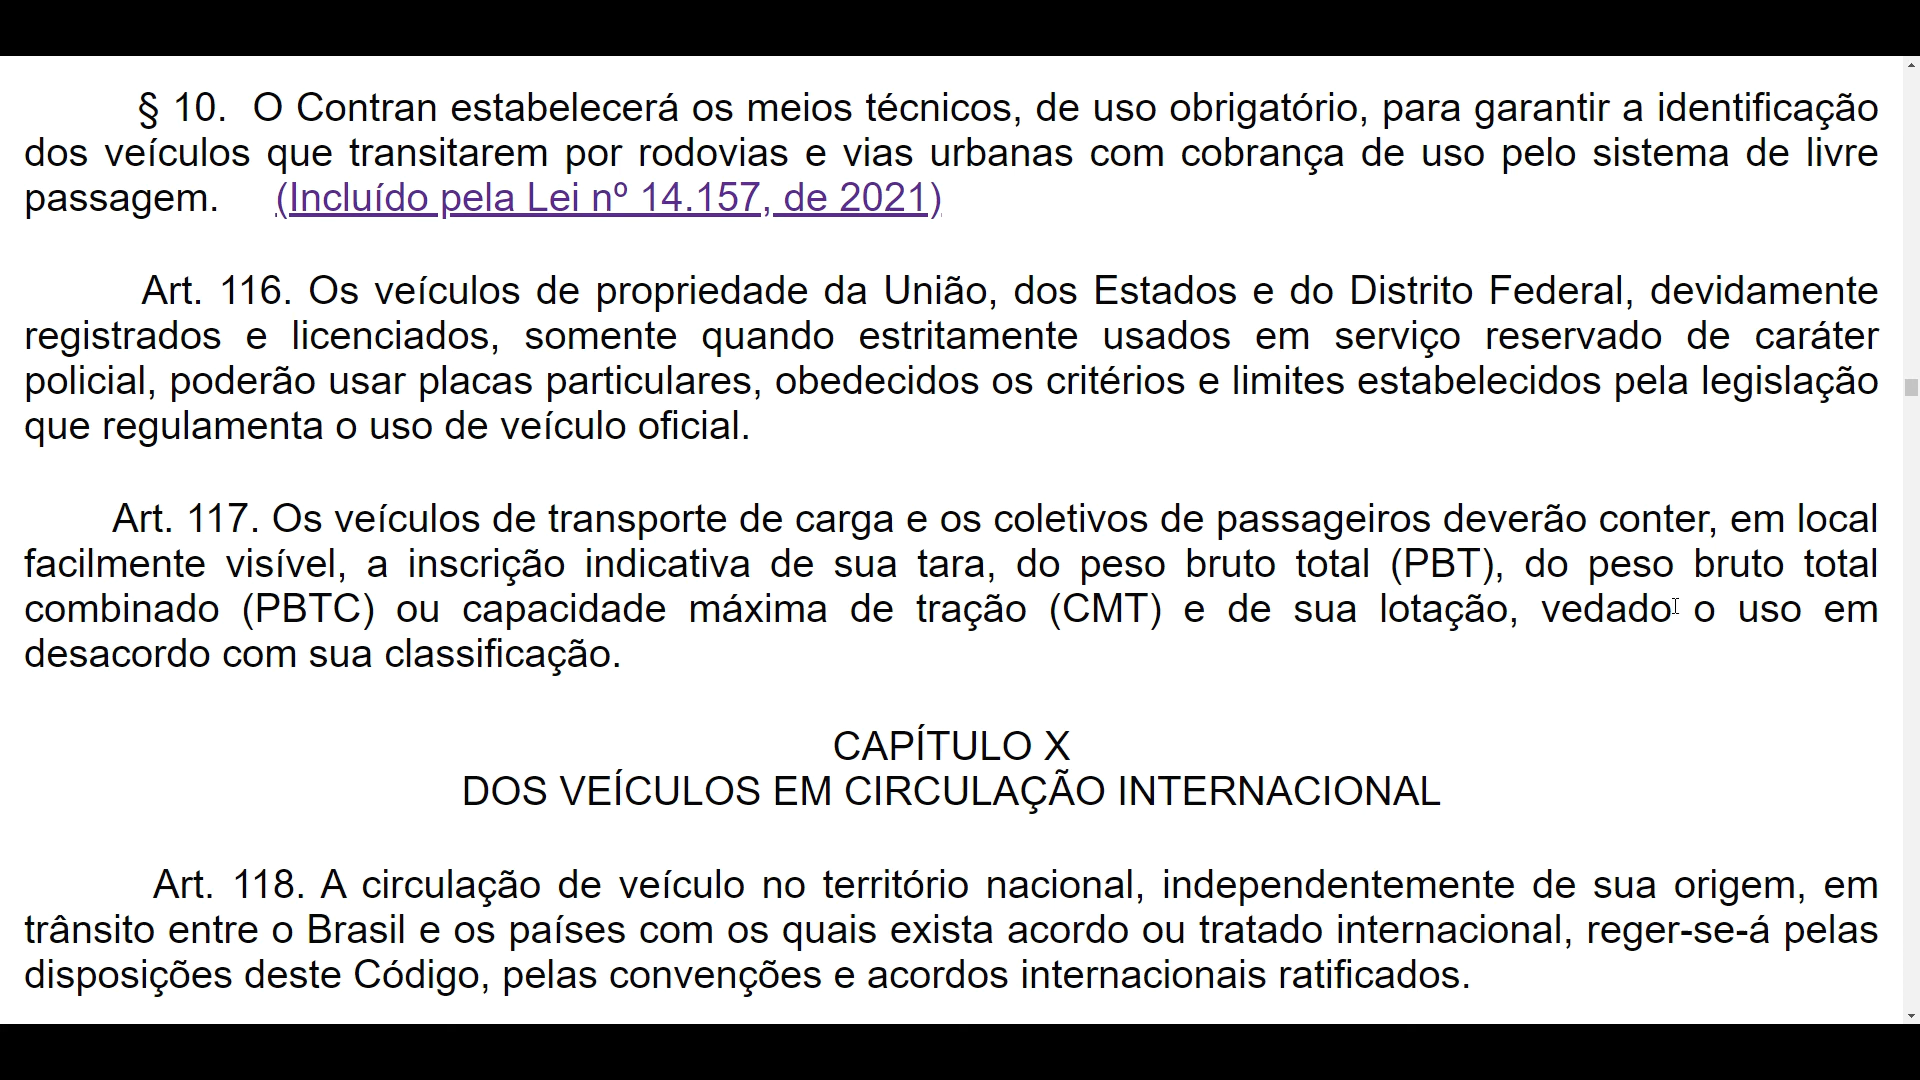 § 10. O Contran estabelecerá os meios técnicos, de uso obrigatório, para garantir a identificação
dos veículos que transitarem por rodovias e vias urbanas com cobrança de uso pelo sistema de livre
passagem. (Incluído pela Lei nº 14.157, de 2021)
Art. 116. Os veículos de propriedade da União, dos Estados e do Distrito Federal, devidamente
registrados e licenciados, somente quando estritamente usados em serviço reservado de caráter
policial, poderão usar placas particulares, obedecidos os critérios e limites estabelecidos pela legislação
que regulamenta o uso de veículo oficial.
Art. 117. Os veículos de transporte de carga e os coletivos de passageiros deverão conter, em local
facilmente visível, a inscrição indicativa de sua tara, do peso bruto total (PBT), do peso bruto total
combinado (PBTC) ou capacidade máxima de tração (CMT) e de sua lotação, vedado o uso em
desacordo com sua classificação.
CAPÍTULO X
DOS VEÍCULOS EM CIRCULAÇÃO INTERNACIONAL
Art. 118. A circulação de veículo no território nacional, independentemente de sua origem, em
trânsito entre o Brasil e os países com os quais exista acordo ou tratado internacional, reger-se-á pelas
disposições deste Código, pelas convenções e acordos internacionais ratificados.